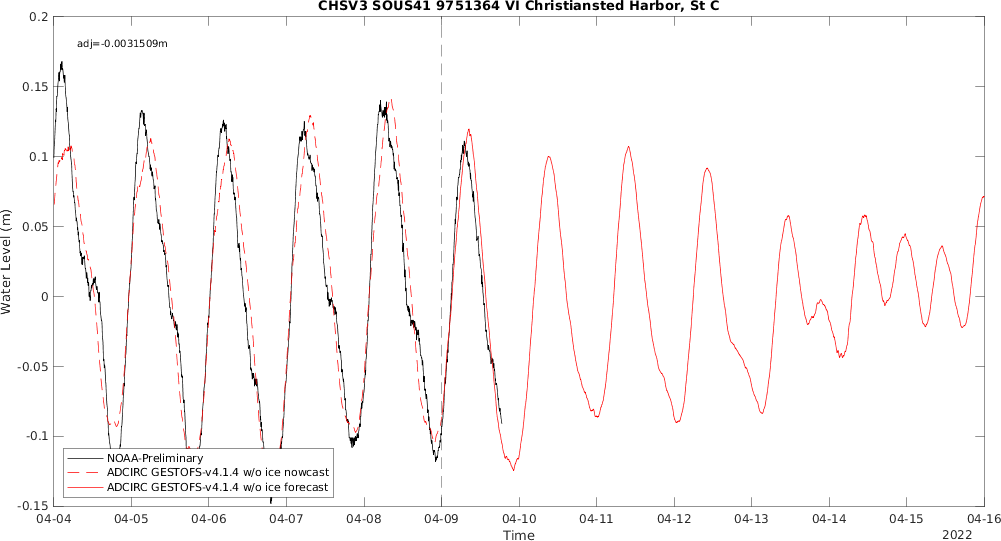 CHSV3 SOUS41 9751364 VI Christiansted Harbor, St C
adj=-0.0031509m
Water Level (m)
0.2
0.15
0.1
0.05
0
-0.05
-0.1
-0.15
NOAA-Preliminary
ADCIRC GESTOFS-v4.1.4 w/o ice nowcast
ADCIRC GESTOFS-v4.1.4 w/o ice forecast
04-04 04-05 04-06 04-07 04-08 04-09 04-10 04-11 04-12 04-13 04-14 04-15 04-16
Time
2022